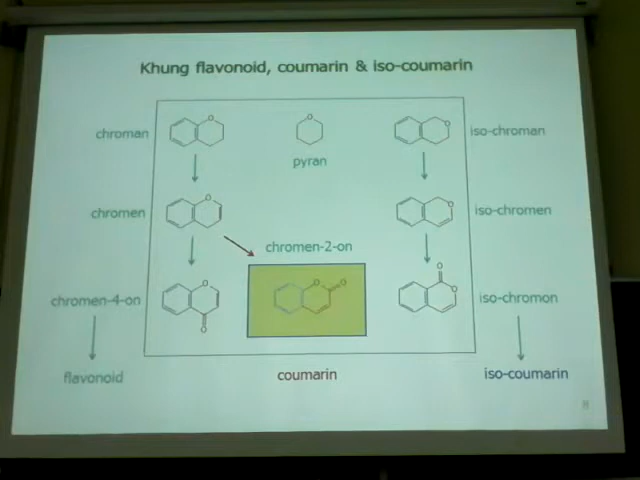 Khung flavonoid, coumarin & iso-coumarin
chroman
pyran
iso-chroman
chromen
iso-chromen
chromen-2-on
chromen-4-on
iso-chromon
flavonoid
coumarin
iso-coumarin
O
O
O
O
O
O
O
O
O
O
O
O